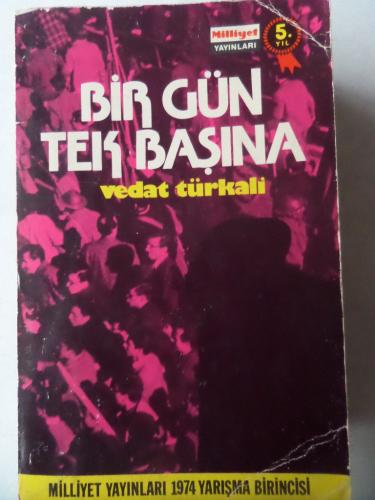 Milliyet
YAYINLARI
5.
YIL
BİR GÜN
TEK BAŞINA
vedat türkali
MİLLİYET YAYINLARI 1974 YARIŞMA BİRİNCİSİ